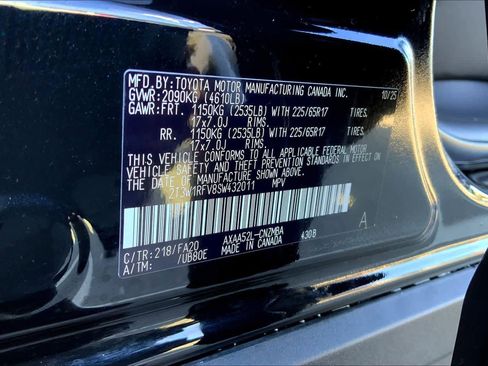 MFD.BY:TOYOTA MOTOR MANUFACTURING CANADA INC. 10/25
GVWR:2090KG (4610LB)
GAWR:FRT. 1150KG (2535LB) WITH 225/65R17 TIRES.
17x7.0J RIMS.
RR. 1150KG (2535LB) WITH 225/65R17 TIRES.
17x7.0J RIMS.
THIS VEHICLE CONFORMS TO ALL APPLICABLE FEDERAL MOTOR
VEHICLE SAFETY AND THEFT PREVENTION STANDARDS IN EFFECT ON
THE DATE OF MANUFACTURE SHOWN ABOVE.
2T3W1RFV8SW432011 MPV
A
C/TR:218/FA20 AXAA52L-CNZMBA 430B
A/TM: /UB80E MADE IN CANADA